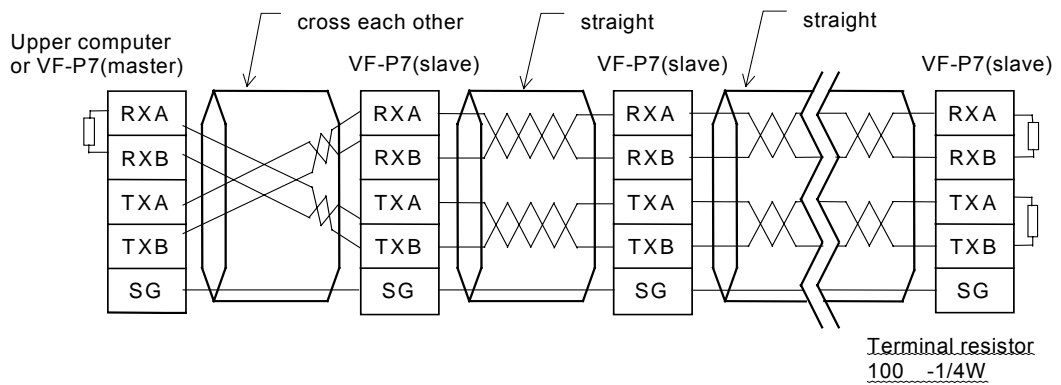 cross each other
straight
straight
Upper computer
or VF-P7(master)
VF-P7(slave)
VF-P7(slave)
VF-P7(slave)
RXA
RXB
TXA
TXB
SG
RXA
RXB
TXA
TXB
SG
RXA
RXB
TXA
TXB
SG
RXA
RXB
TXA
TXB
SG
Terminal resistor
100 -1/4W